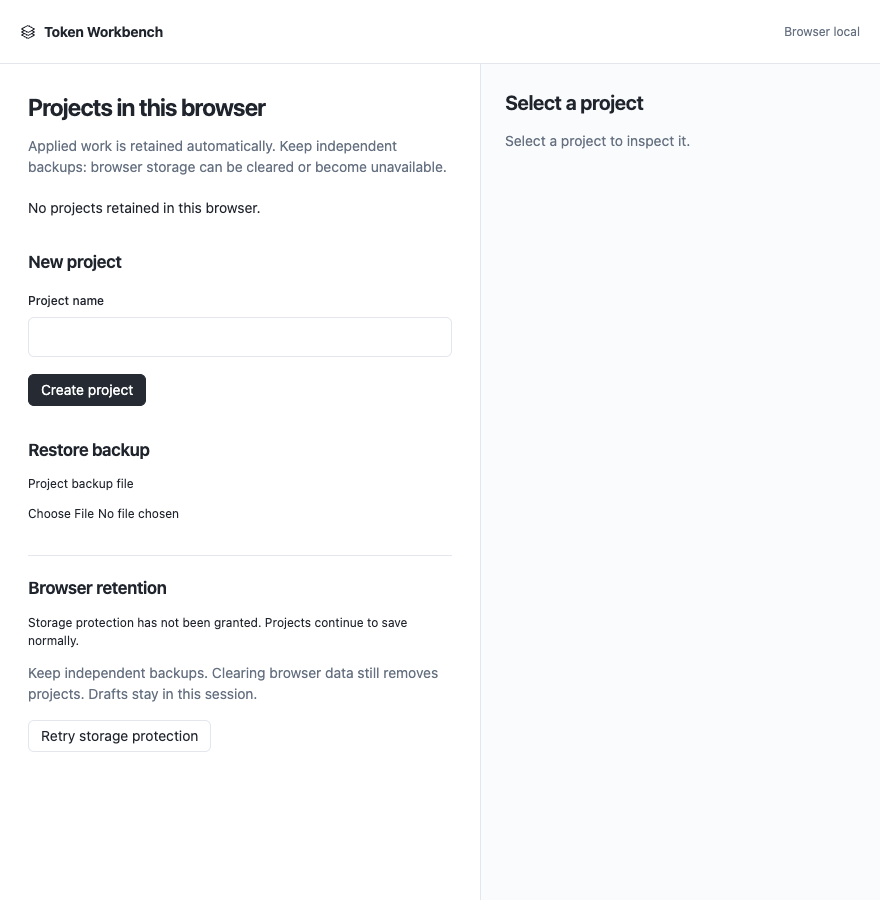 Token Workbench
Browser local
Projects in this browser
Applied work is retained automatically. Keep independent
backups: browser storage can be cleared or become unavailable.
No projects retained in this browser.
New project
Project name
Create project
Restore backup
Project backup file
Choose File No file chosen
Browser retention
Storage protection has not been granted. Projects continue to save
normally.
Keep independent backups. Clearing browser data still removes
projects. Drafts stay in this session.
Retry storage protection
Select a project
Select a project to inspect it.